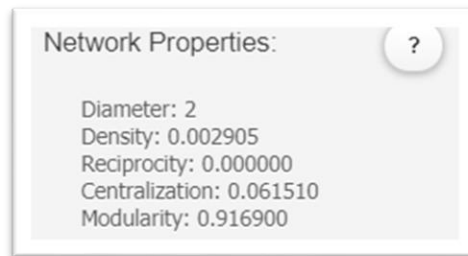 Network Properties:
?
Diameter: 2
Density: 0.002905
Reciprocity: 0.000000
Centralization: 0.061510
Modularity: 0.916900